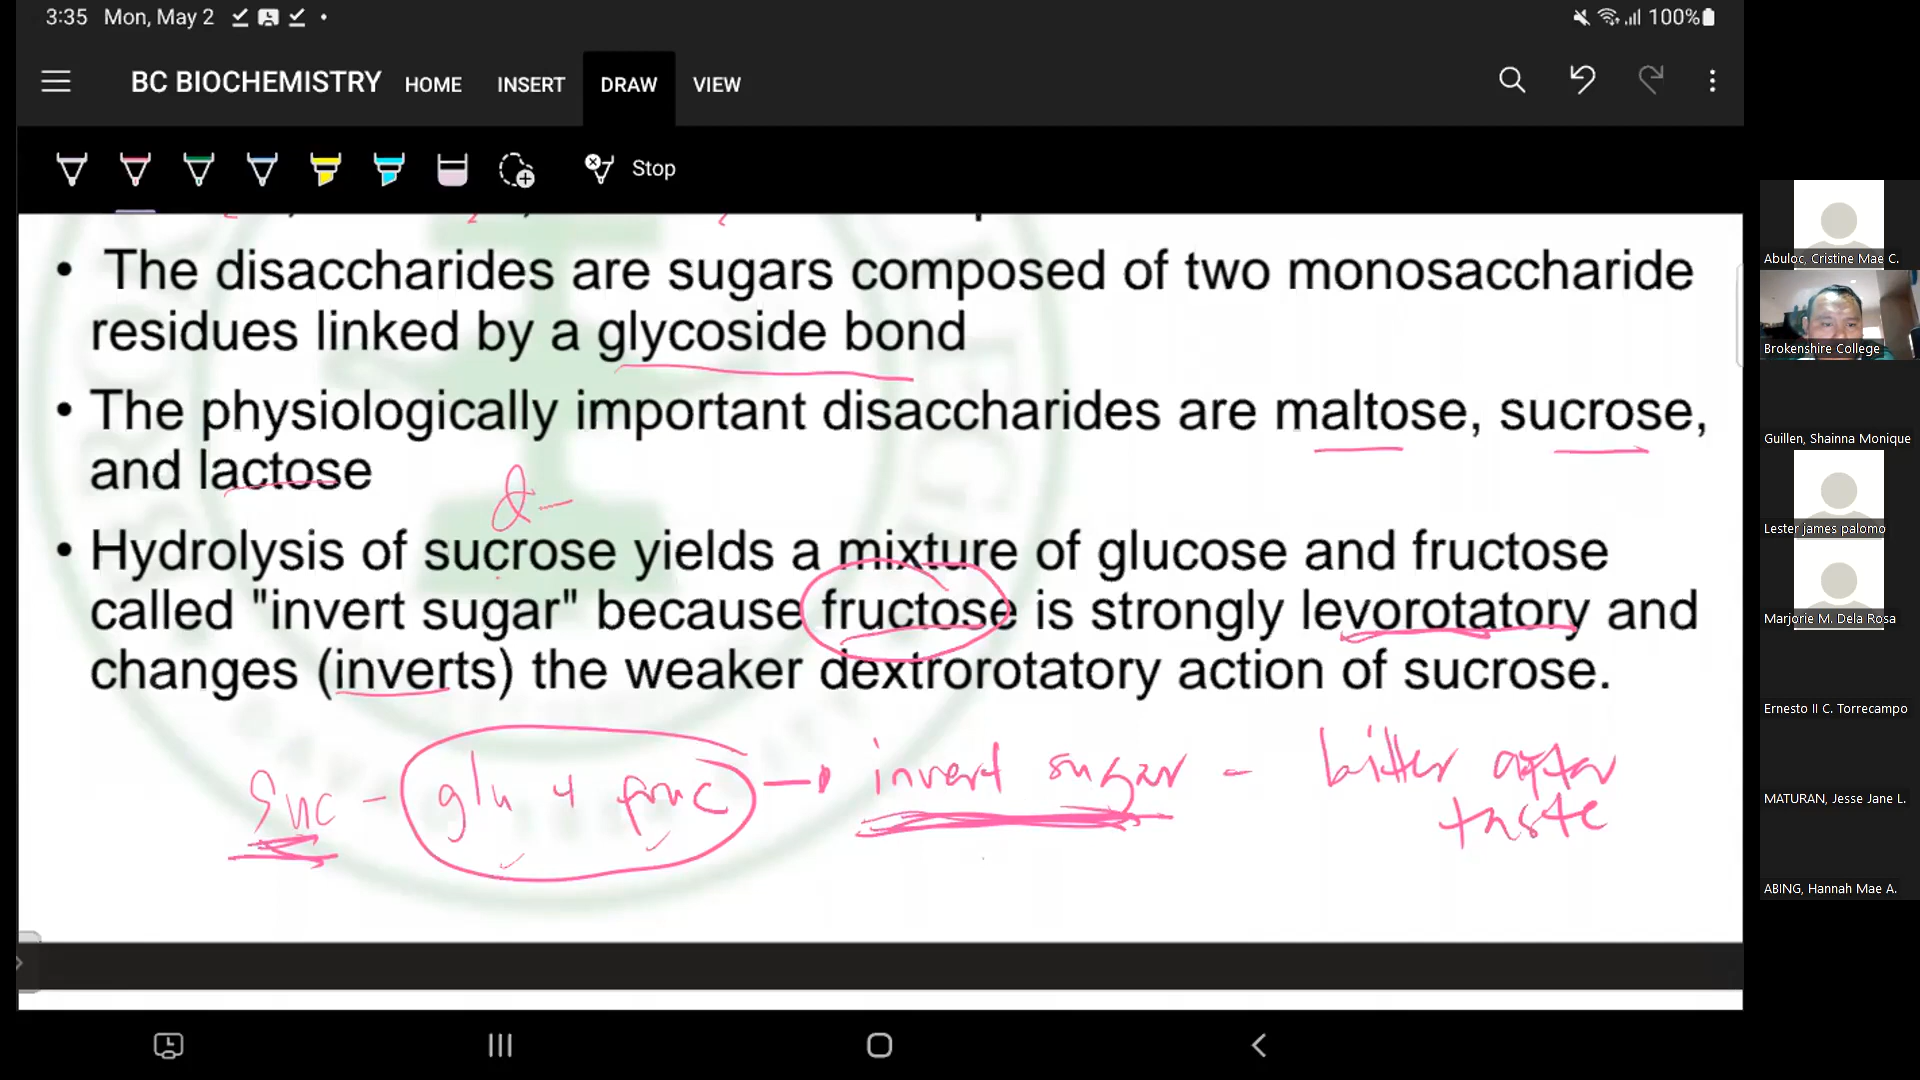 3:35 Mon, May 2
100%
BC BIOCHEMISTRY HOME INSERT DRAW VIEW
Stop
• The disaccharides are sugars composed of two monosaccharide
residues linked by a glycoside bond
• The physiologically important disaccharides are maltose, sucrose,
and lactose
d-
• Hydrolysis of sucrose yields a mixture of glucose and fructose
called "invert sugar" because fructose is strongly levorotatory and
changes (inverts) the weaker dextrorotatory action of sucrose.
Suc - glu + fruc → invert sugar - bitter after
taste
Abuloc, Cristine Mae C.
Brokenshire College
Guillen, Shainna Monique
Lester james palomo
Marjorie M. Dela Rosa
Ernesto II C. Torrecampo
MATURAN, Jesse Jane L.
ABING, Hannah Mae A.